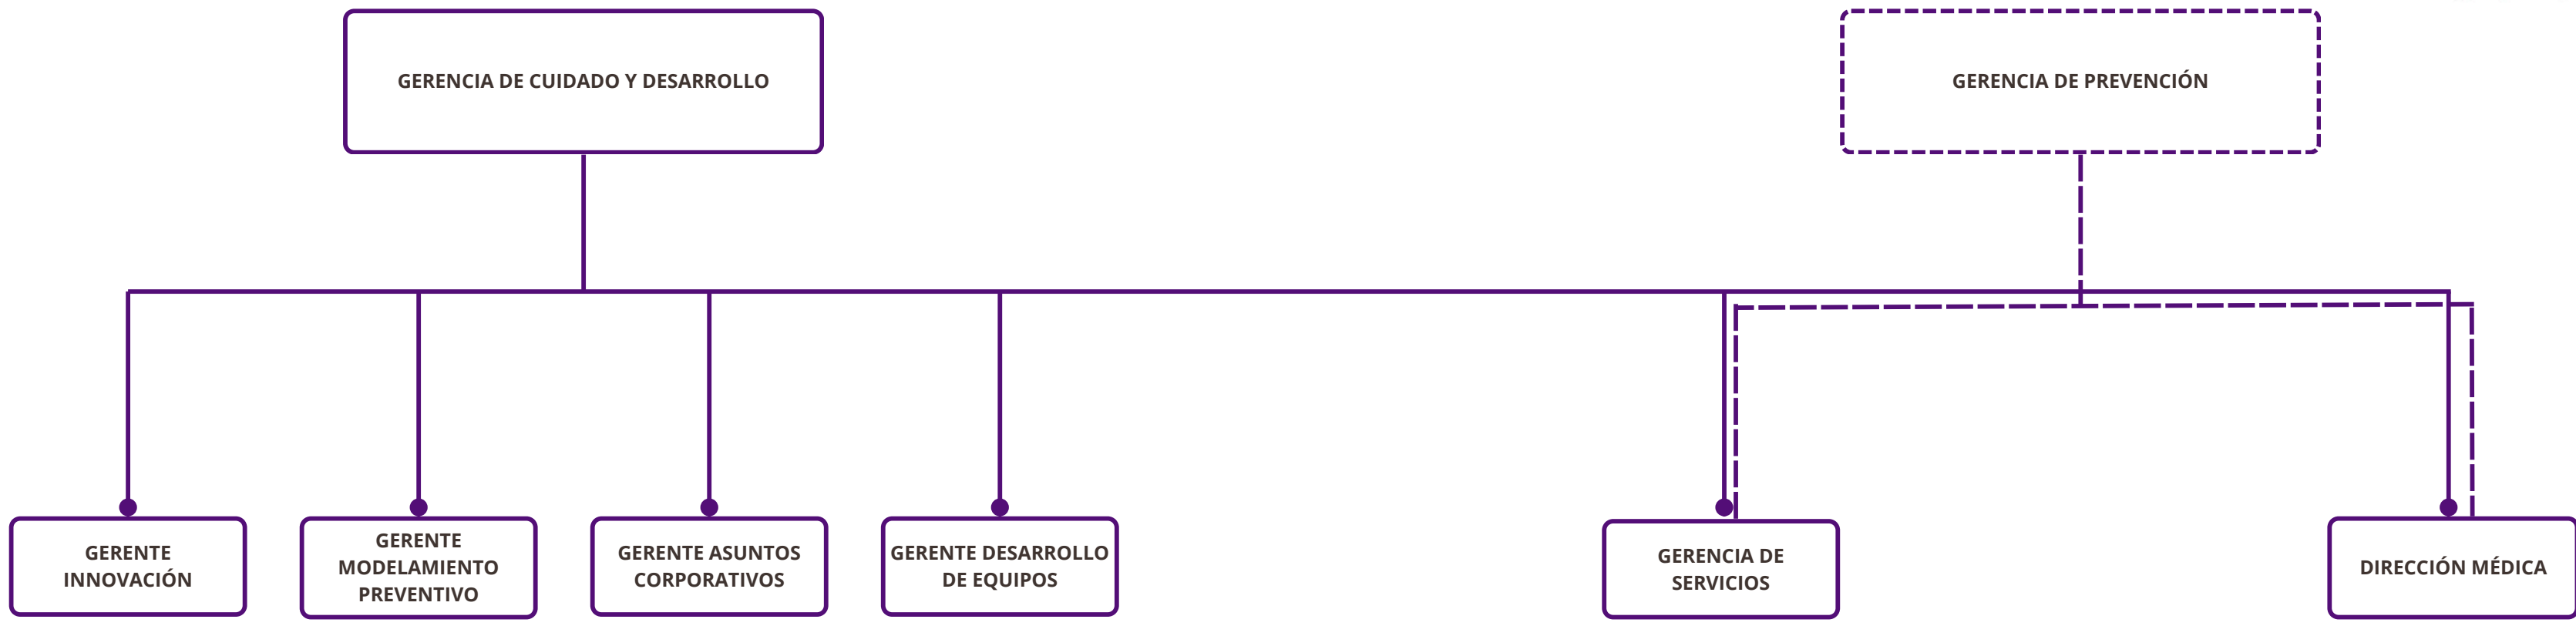 GERENCIA DE CUIDADO Y DESARROLLO
GERENCIA DE PREVENCIÓN
GERENTE
INNOVACIÓN
GERENTE
MODELAMIENTO
PREVENTIVO
GERENTE ASUNTOS
CORPORATIVOS
GERENTE DESARROLLO
DE EQUIPOS
GERENCIA DE
SERVICIOS
DIRECCIÓN MÉDICA